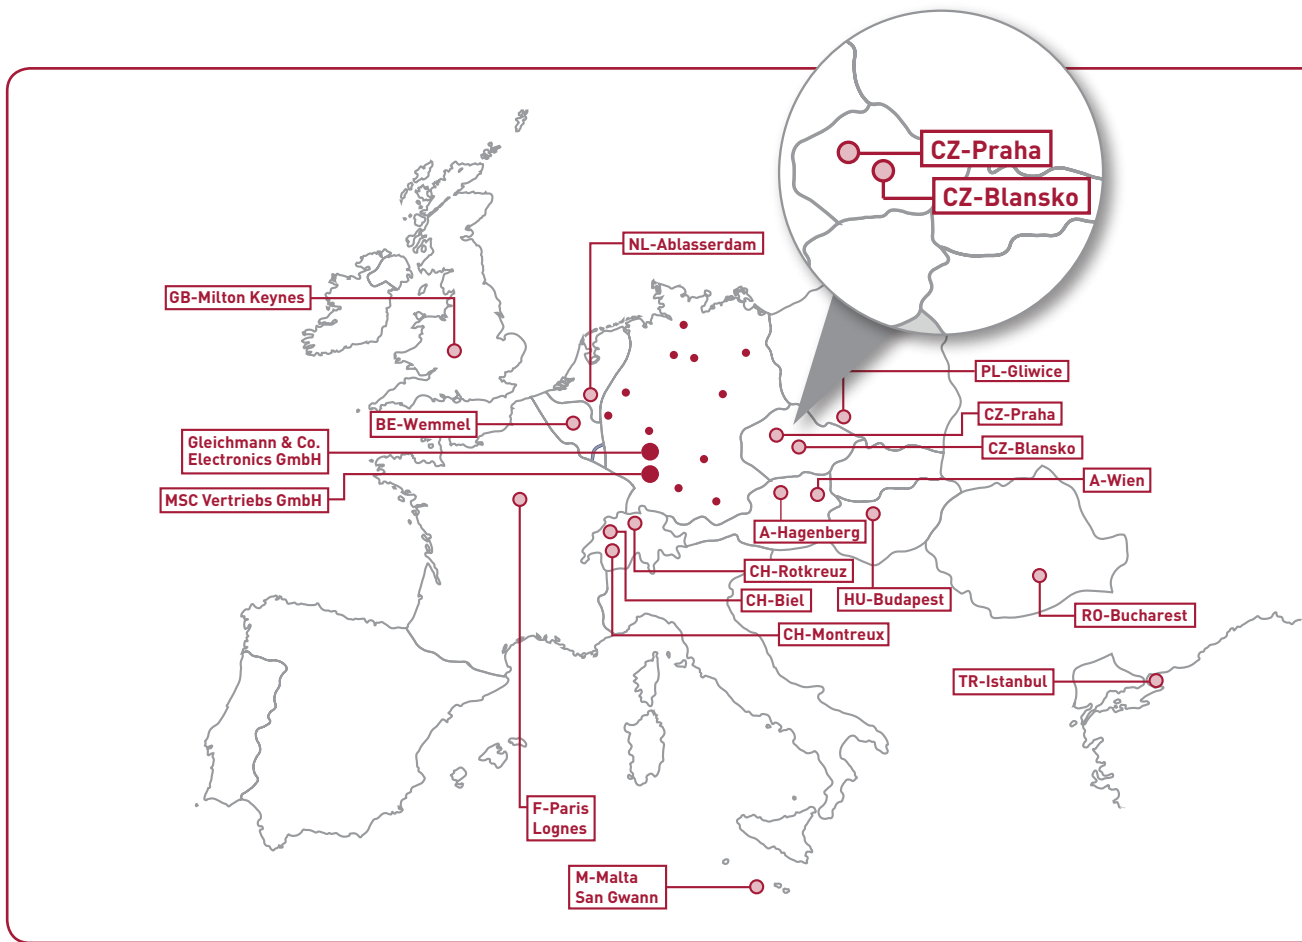 CZ-Praha
CZ-Blansko
NL-Ablasserdam
GB-Milton Keynes
PL-Gliwice
CZ-Praha
BE-Wemmel
Gleichmann & Co.
Electronics GmbH
CZ-Blansko
A-Wien
MSC Vertriebs GmbH
A-Hagenberg
CH-Rotkreuz
CH-Biel
HU-Budapest
RO-Bucharest
CH-Montreux
TR-Istanbul
F-Paris
Lognes
M-Malta
San Gwann